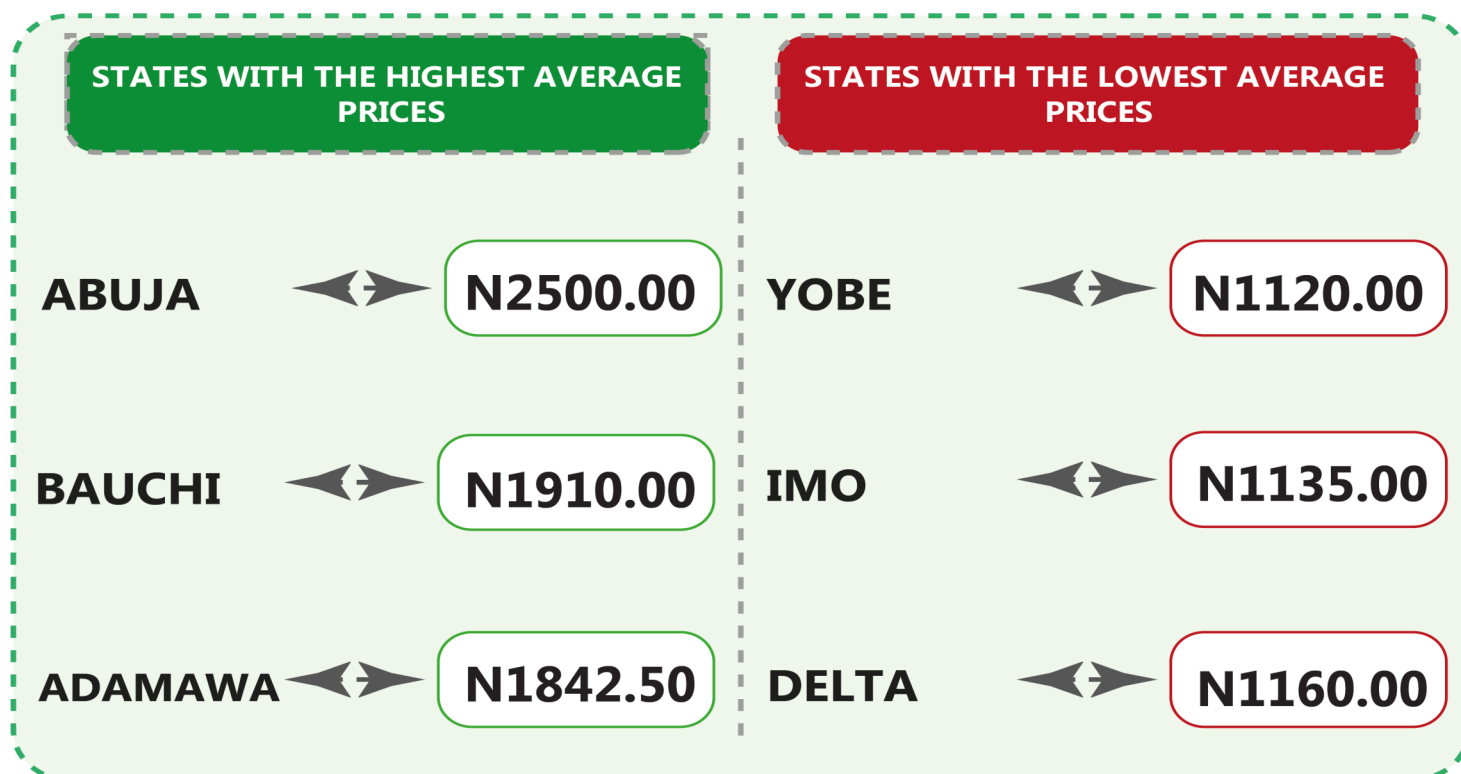 STATES WITH THE HIGHEST AVERAGE
PRICES
ABUJA N2500.00
BAUCHI N1910.00
ADAMAWA N1842.50
STATES WITH THE LOWEST AVERAGE
PRICES
YOBE N1120.00
IMO N1135.00
DELTA N1160.00